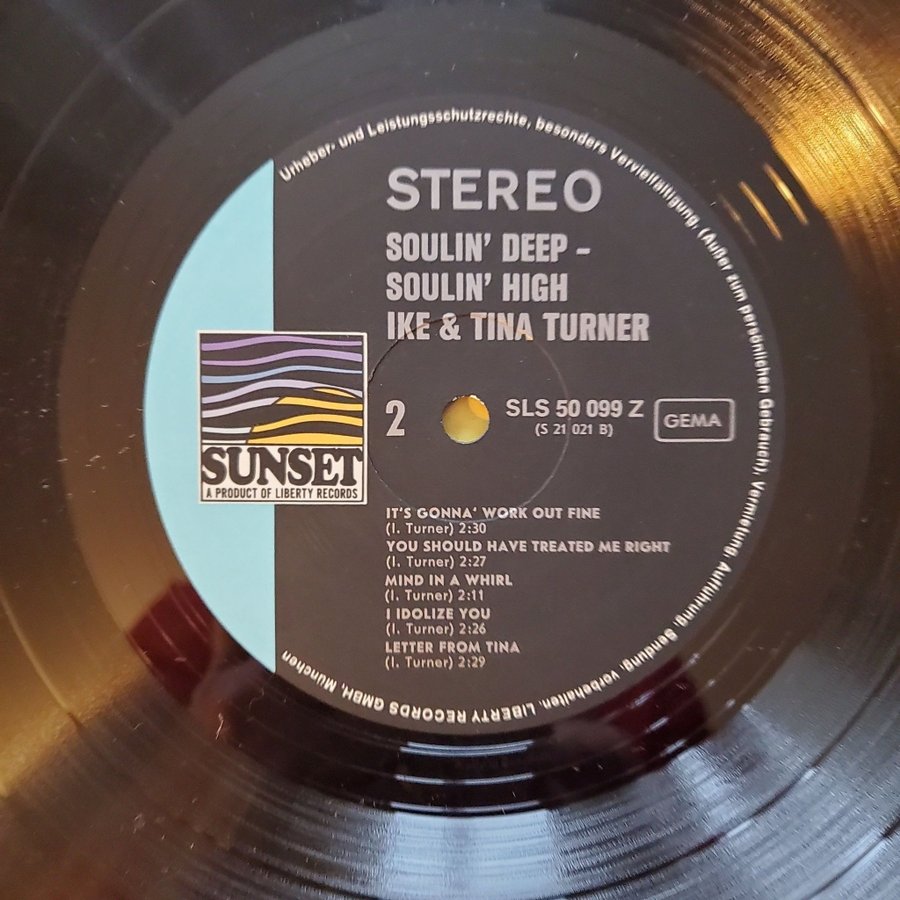 Urheber- und Leistungsschutzrechte, besonders Vervielfältigung, (Außer zum persönlichen Gebrauch), Vermietung, Aufführung, Sendung, vorbehalten. LIBERTY RECORDS GMBH, München
STEREO
SOULIN' DEEP –
SOULIN' HIGH
IKE & TINA TURNER
2
SLS 50 099 Z
(S 21 021 B)
GEMA
SUNSET
A PRODUCT OF LIBERTY RECORDS
IT'S GONNA' WORK OUT FINE
(I. Turner) 2:30
YOU SHOULD HAVE TREATED ME RIGHT
(I. Turner) 2:27
MIND IN A WHIRL
(I. Turner) 2:11
I IDOLIZE YOU
(I. Turner) 2:26
LETTER FROM TINA
(I. Turner) 2:29